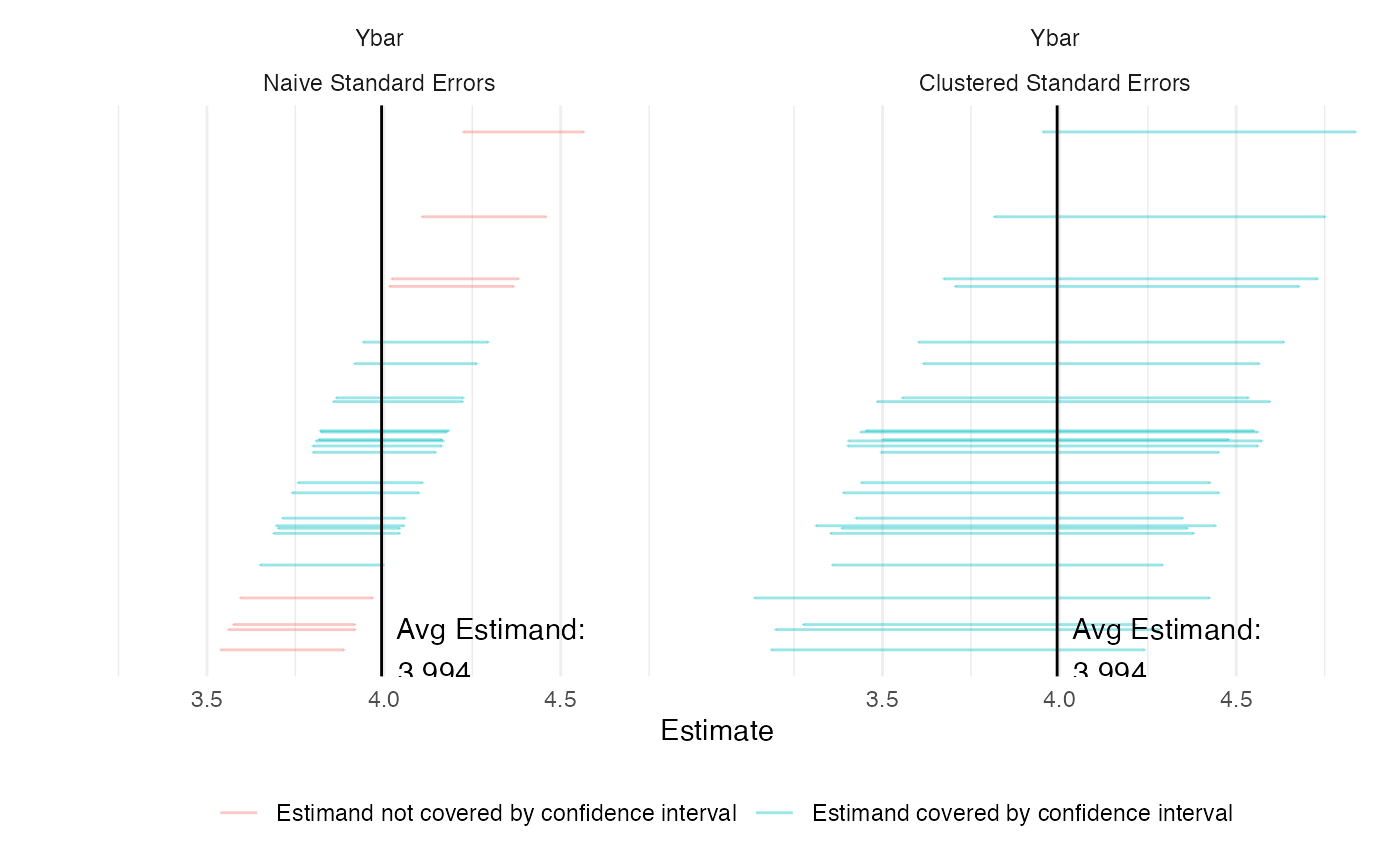 Ybar
Ybar
Naive Standard Errors
Clustered Standard Errors
Avg Estimand:
3.994
Avg Estimand:
3.994
3.5
4.0
4.5
3.5
4.0
4.5
Estimate
Estimand not covered by confidence interval
Estimand covered by confidence interval